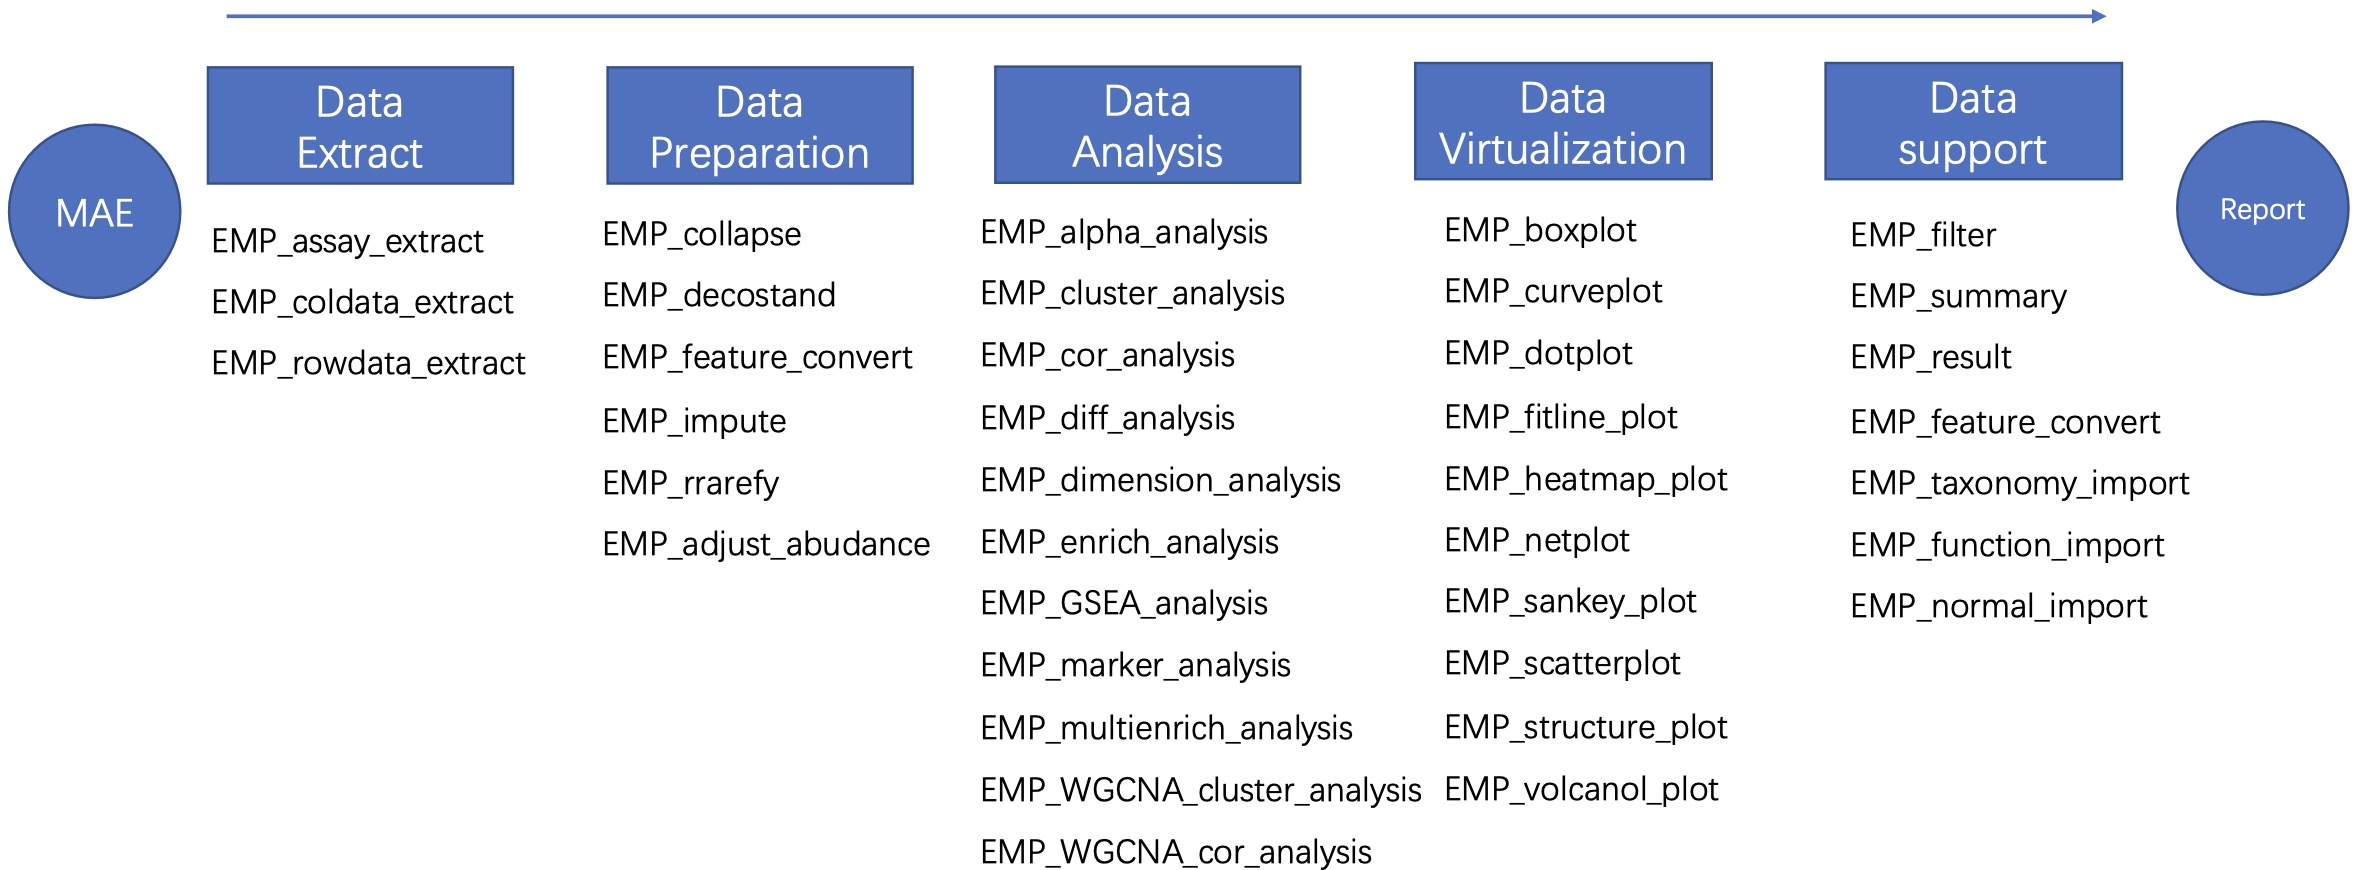 MAE
Data
Extract
EMP_assay_extract
EMP_coldata_extract
EMP_rowdata_extract
Data
Preparation
EMP_collapse
EMP_decostand
EMP_feature_convert
EMP_impute
EMP_rrarefy
EMP_adjust_abudance
Data
Analysis
EMP_alpha_analysis
EMP_cluster_analysis
EMP_cor_analysis
EMP_diff_analysis
EMP_dimension_analysis
EMP_enrich_analysis
EMP_GSEA_analysis
EMP_marker_analysis
EMP_multienrich_analysis
EMP_WGCNA_cluster_analysis
EMP_WGCNA_cor_analysis
Data
Virtualization
EMP_boxplot
EMP_curveplot
EMP_dotplot
EMP_fitline_plot
EMP_heatmap_plot
EMP_netplot
EMP_sankey_plot
EMP_scatterplot
EMP_structure_plot
EMP_volcanol_plot
Data
support
EMP_filter
EMP_summary
EMP_result
EMP_feature_convert
EMP_taxonomy_import
EMP_function_import
EMP_normal_import
Report